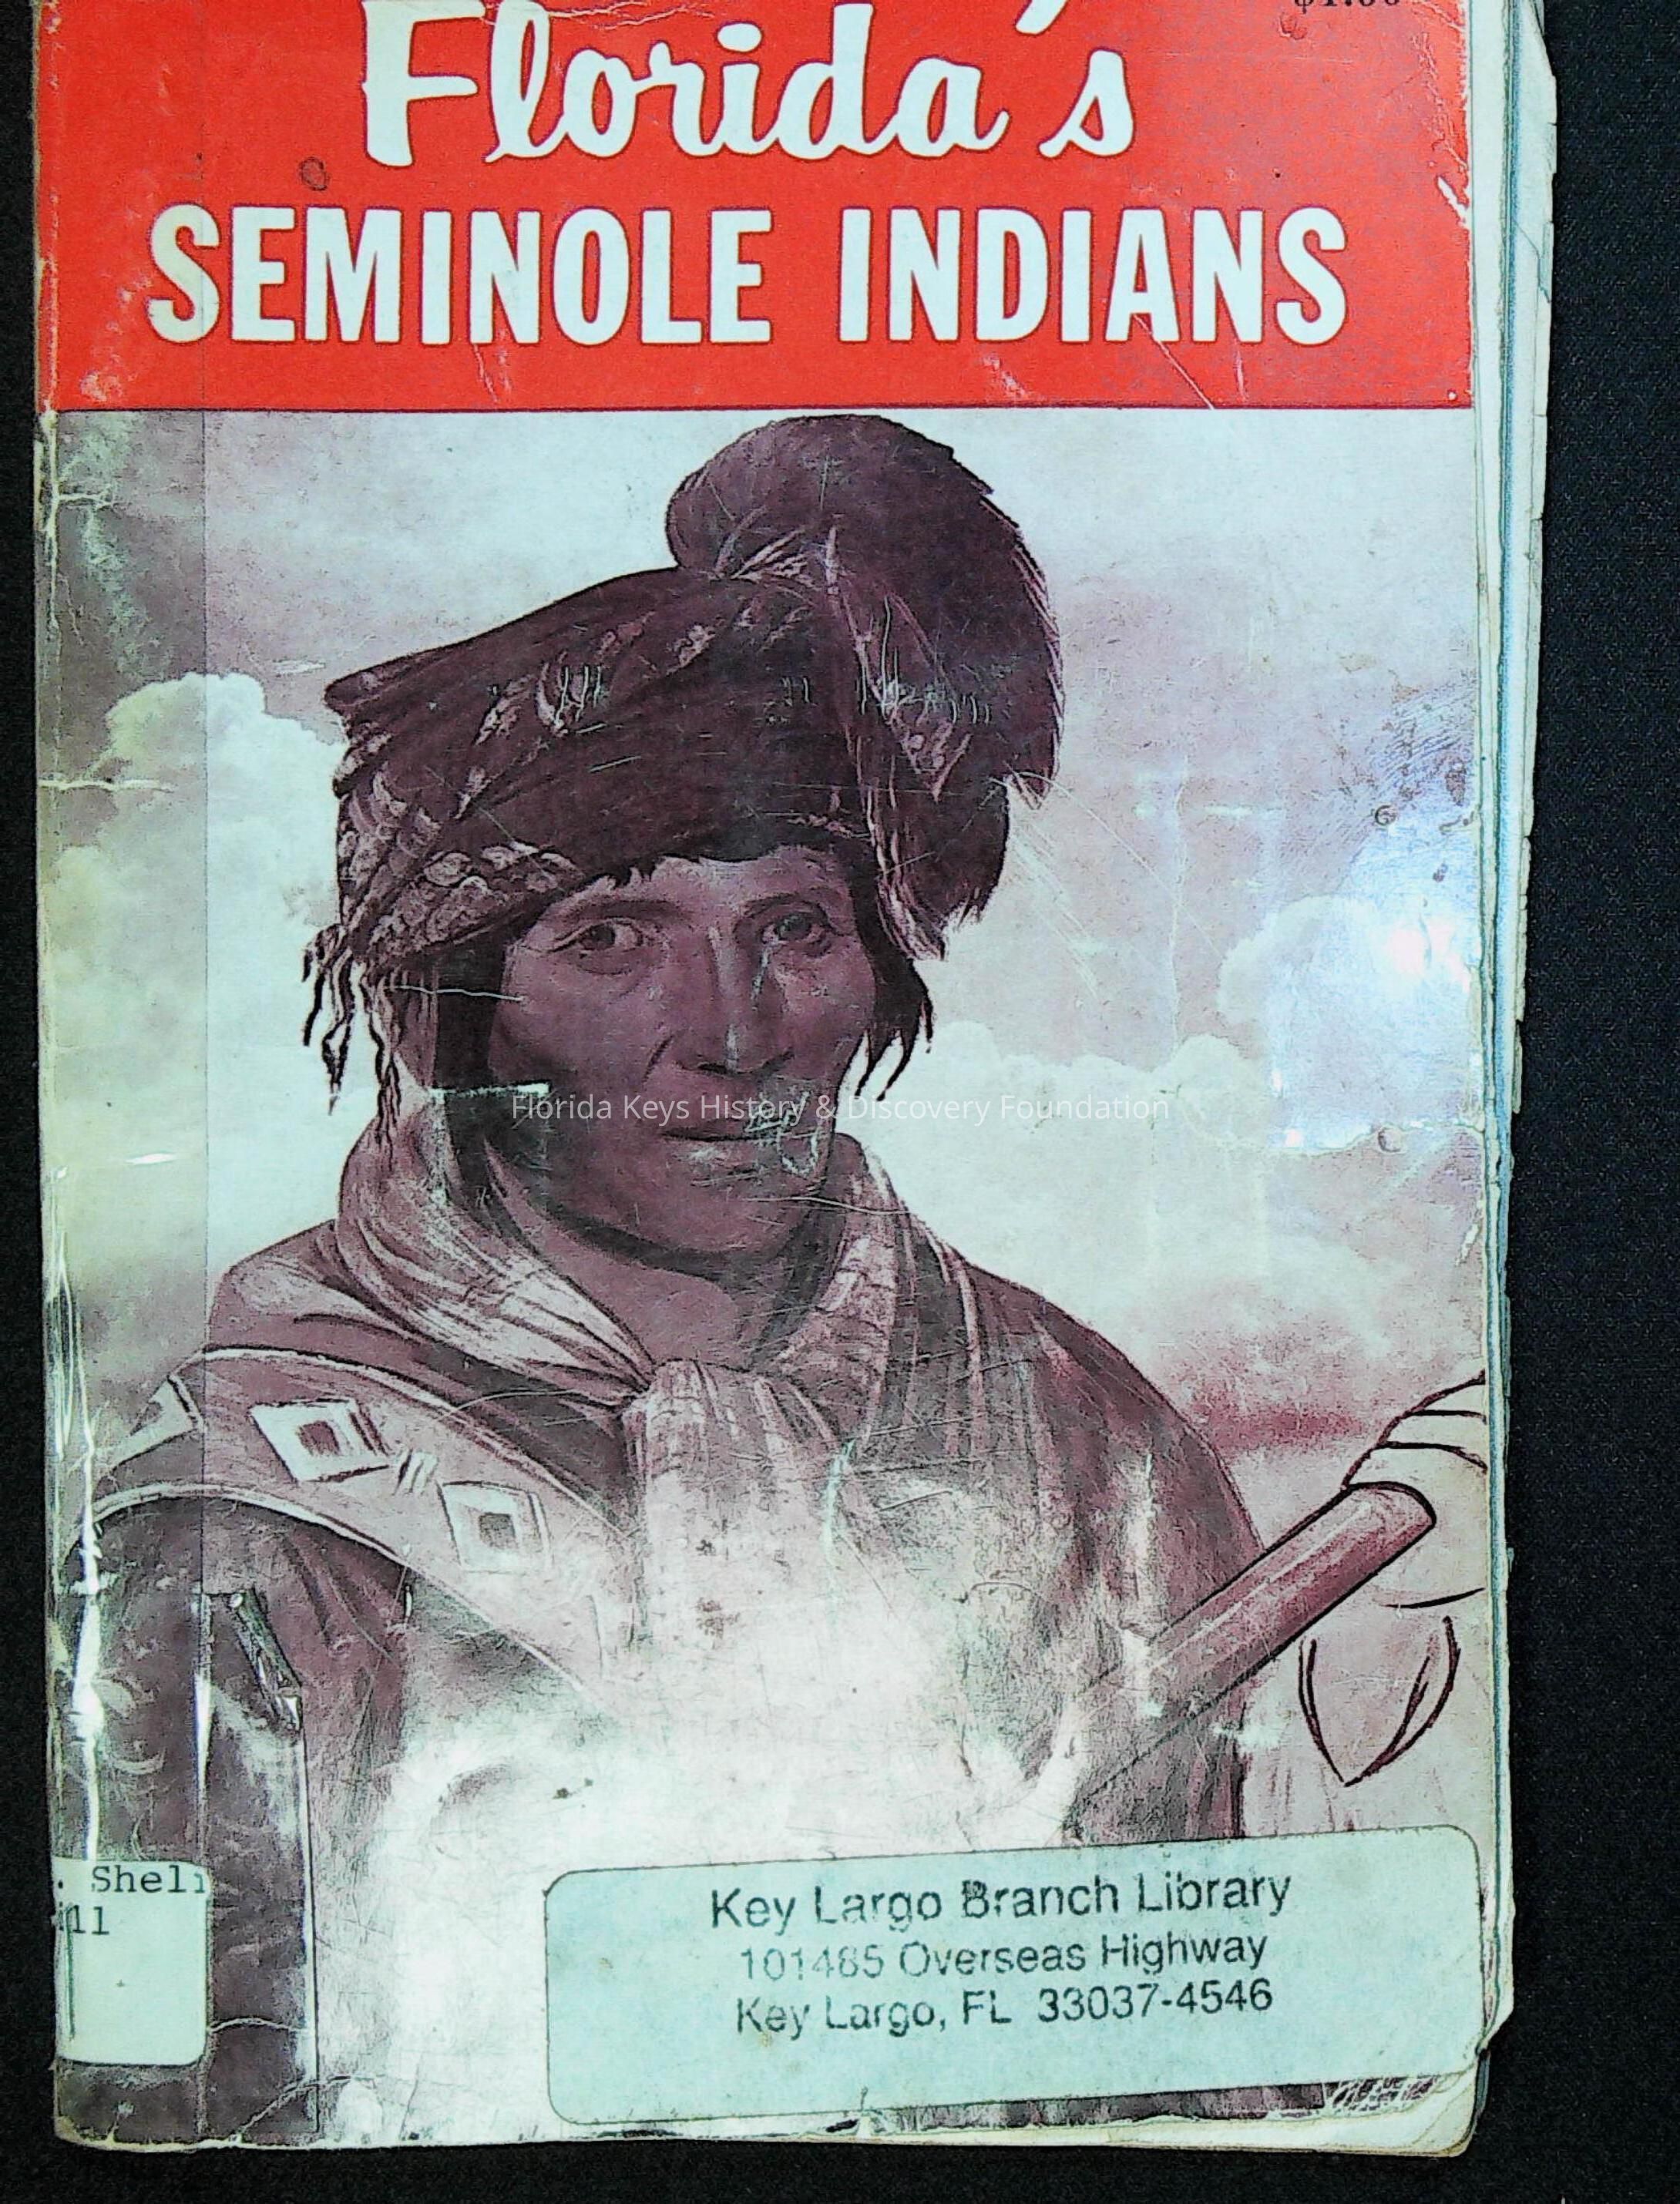 Florida's
SEMINOLE INDIANS
Florida Keys History & Discovery Foundation
Key Largo Branch Library
101485 Overseas Highway
Key Largo, FL 33037-4546